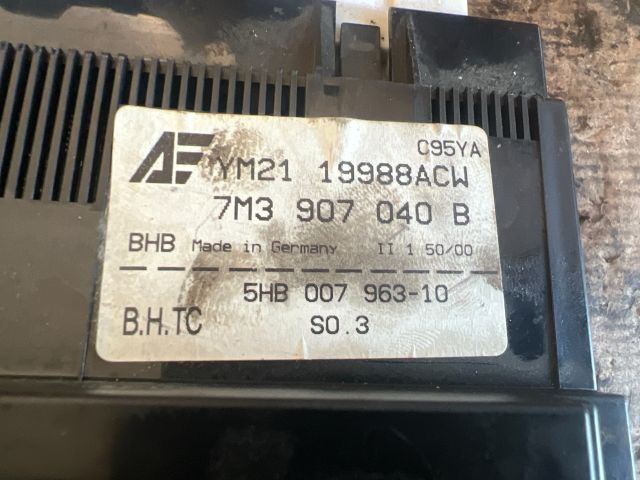 C95YA
AE YM21 19988ACW
7M3 907 040 B
BHB Made in Germany II 1 50/00
5HB 007 963-10
B.H.TC SO.3